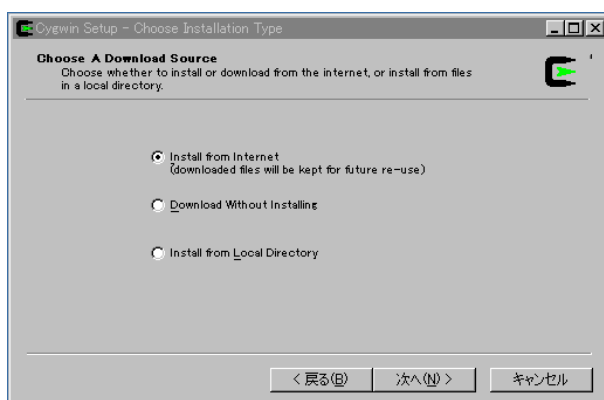 Cygwin Setup - Choose Installation Type
Choose A Download Source
Choose whether to install or download from the internet, or install from files
in a local directory.
Install from Internet
(downloaded files will be kept for future re-use)
Download Without Installing
Install from Local Directory
< 戻る(B)
次へ(N) >
キャンセル